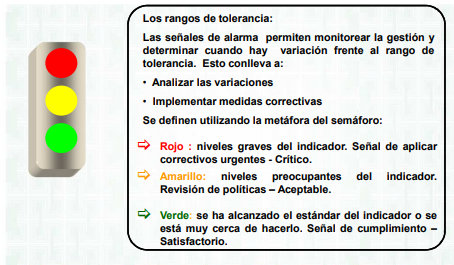 Los rangos de tolerancia:
Las señales de alarma permiten monitorear la gestión y
determinar cuando hay variación frente al rango de
tolerancia. Esto conlleva a:
• Analizar las variaciones
• Implementar medidas correctivas
Se definen utilizando la metáfora del semáforo:
⇨ Rojo : niveles graves del indicador. Señal de aplicar
correctivos urgentes - Crítico.
⇨ Amarillo: niveles preocupantes del indicador.
Revisión de políticas – Aceptable.
⇨ Verde: se ha alcanzado el estándar del indicador o se
está muy cerca de hacerlo. Señal de cumplimiento –
Satisfactorio.